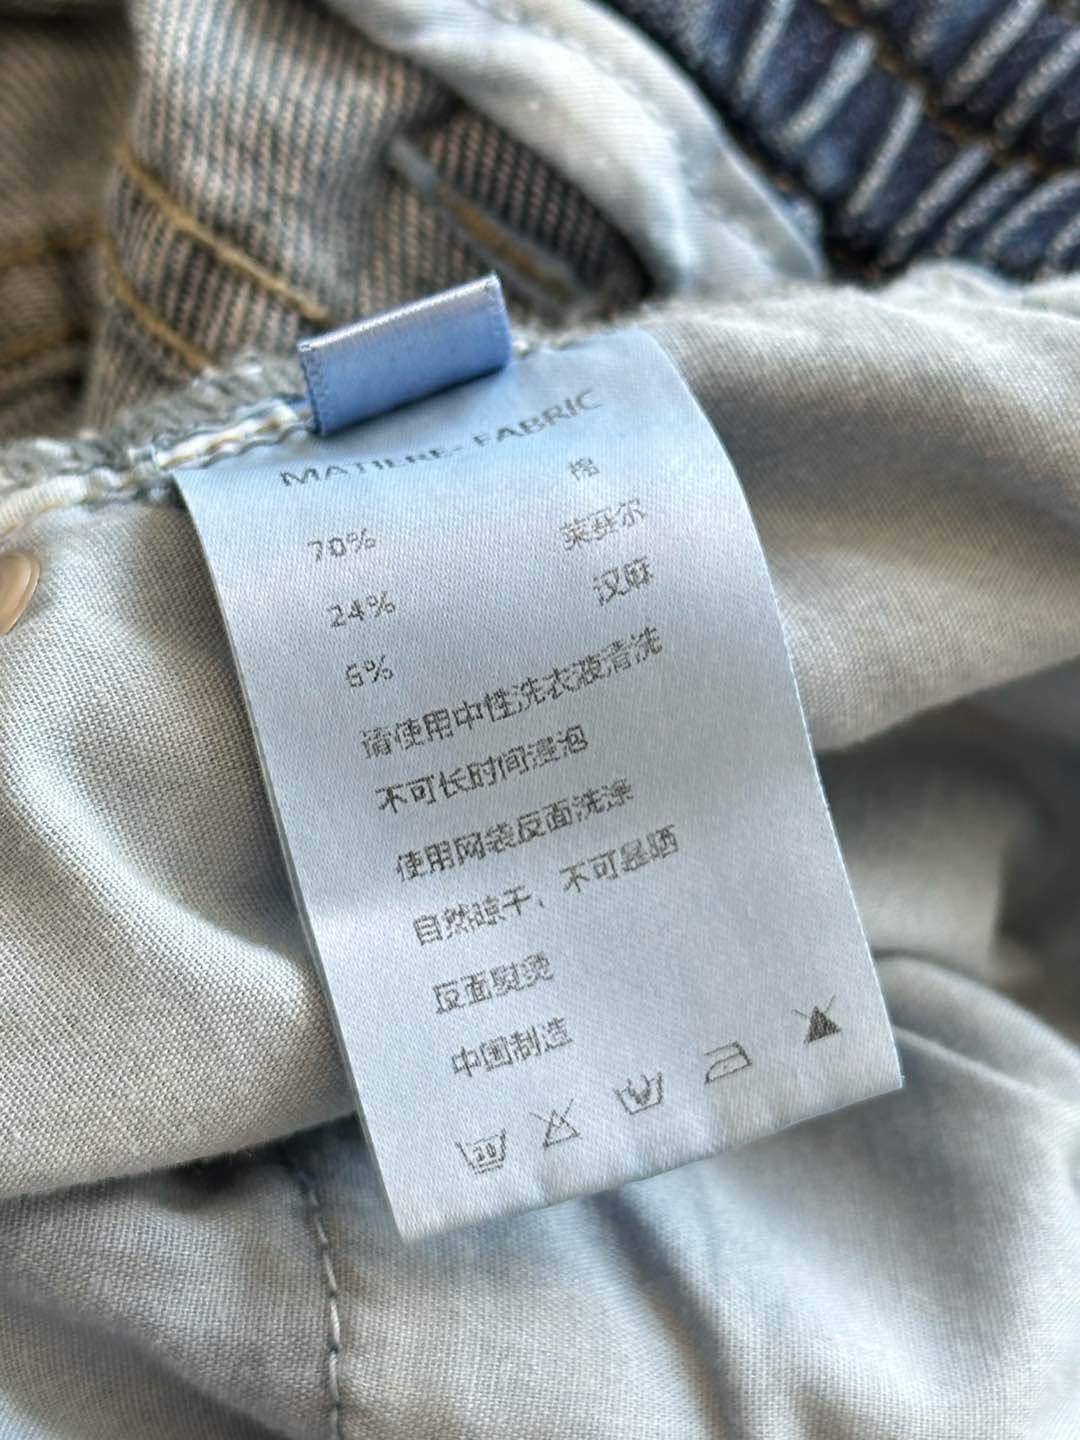 MATIERE- FABRIC
70% 棉
24% 莱赛尔
6% 汉麻
请使用中性洗衣液清洗
不可长时间浸泡
使用网袋反面洗涤
自然晾干、不可暴晒
反面熨烫
中国制造
30